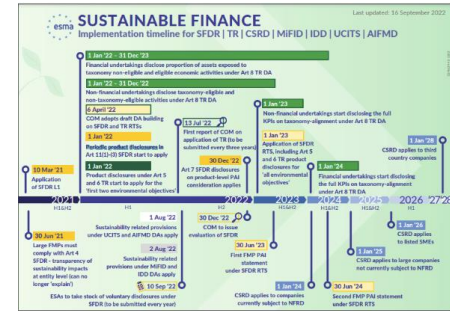 Last updated: 16 September 2022
esma
SUSTAINABLE FINANCE
Implementation timeline for SFDR | TR | CSRD | MiFID | IDD | UCITS | AIFMD
1 Jan '22 - 31 Dec '23
Financial undertakings disclose proportion of assets exposed to
taxonomy non-eligible and eligible economic activities under Art 8 TR DA
1 Jan '22 - 31 Dec '22
Non-financial undertakings disclose taxonomy-eligible and
non-eligible activities under Art 8 TR DA
6 April '22
COM adopts draft DA building
on SFDR and TR RTSs
1 Jan '22
Periodic product disclosures in
Art 11(1)-(3) SFDR start to apply
1 Jan '22
Product disclosures under Art 5
and 6 TR start to apply for the
'first two environmental objectives'
13 Jul '22
First report of COM on
application of TR (to be
submitted every three years)
30 Dec '22
Art 7 SFDR disclosures
on product-level PAI
consideration applies
1 Jan '23
Non-financial undertakings start disclosing the full
KPIs on taxonomy-alignment under Art 8 TR DA
1 Jan '23
Application of SFDR
RTS, including Art 5
and 6 TR product
disclosures for
'all environmental
objectives'
1 Jan '24
Financial undertakings start disclosing
the full KPIs on taxonomy-alignment
under Art 8 TR DA
1 Jan '28
CSRD applies to third
country companies
10 Mar '21
Application
of SFDR L1
2021 2022 2023 2024 2025 2026 '27'28
H1&H2 H1 H2 H1&H2 H2 H1&H2 H1
30 Jun '21
Large FMPs must
comply with Art 4
SFDR - transparency of
sustainability impacts
at entity level (can no
longer 'explain')
1 Aug '22
Sustainability related provisions
under UCITS and AIFMD DAs apply
2 Aug '22
Sustainability related
provisions under MiFID and
IDD DAs apply
10 Sep '22
ESAs to take stock of voluntary disclosures under
SFDR (to be submitted every year)
30 Dec '22
COM to issue
evaluation of SFDR
30 Jun '23
First FMP PAI
statement
under SFDR RTS
1 Jan '24
CSRD applies to companies
currently subject to NFRD
30 Jun '24
Second FMP PAI statement
under SFDR RTS
1 Jan '25
CSRD applies to large companies
not currently subject to NFRD
1 Jan '26
CSRD applies
to listed SMEs